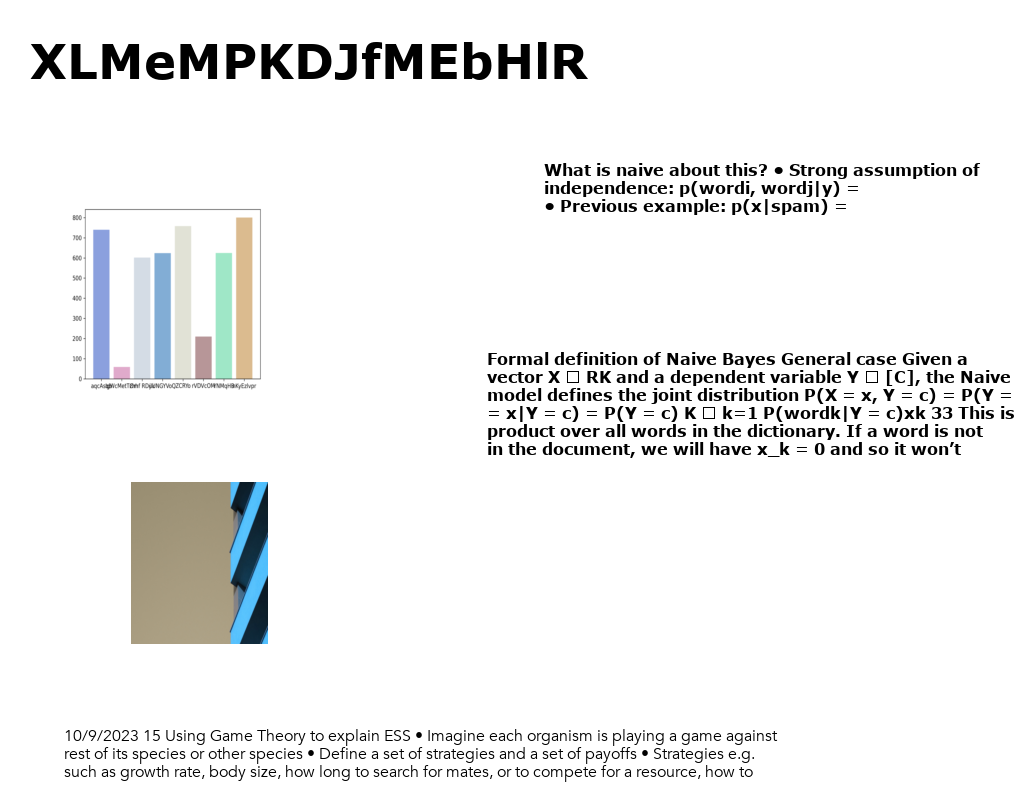 XLMeMPKDJfMEbHlR
What is naive about this? • Strong assumption of
independence: p(wordi, wordj|y) =
• Previous example: p(x|spam) =
800
700
600
500
400
300
200
100
0
Formal definition of Naive Bayes General case Given a
vector X □ RK and a dependent variable Y □ [C], the Naive
model defines the joint distribution P(X = x, Y = c) = P(Y =
= x|Y = c) = P(Y = c) K □ k=1 P(wordk|Y = c)xk 33 This is
product over all words in the dictionary. If a word is not
in the document, we will have x_k = 0 and so it won’t
10/9/2023 15 Using Game Theory to explain ESS • Imagine each organism is playing a game against
rest of its species or other species • Define a set of strategies and a set of payoffs • Strategies e.g.
such as growth rate, body size, how long to search for mates, or to compete for a resource, how to